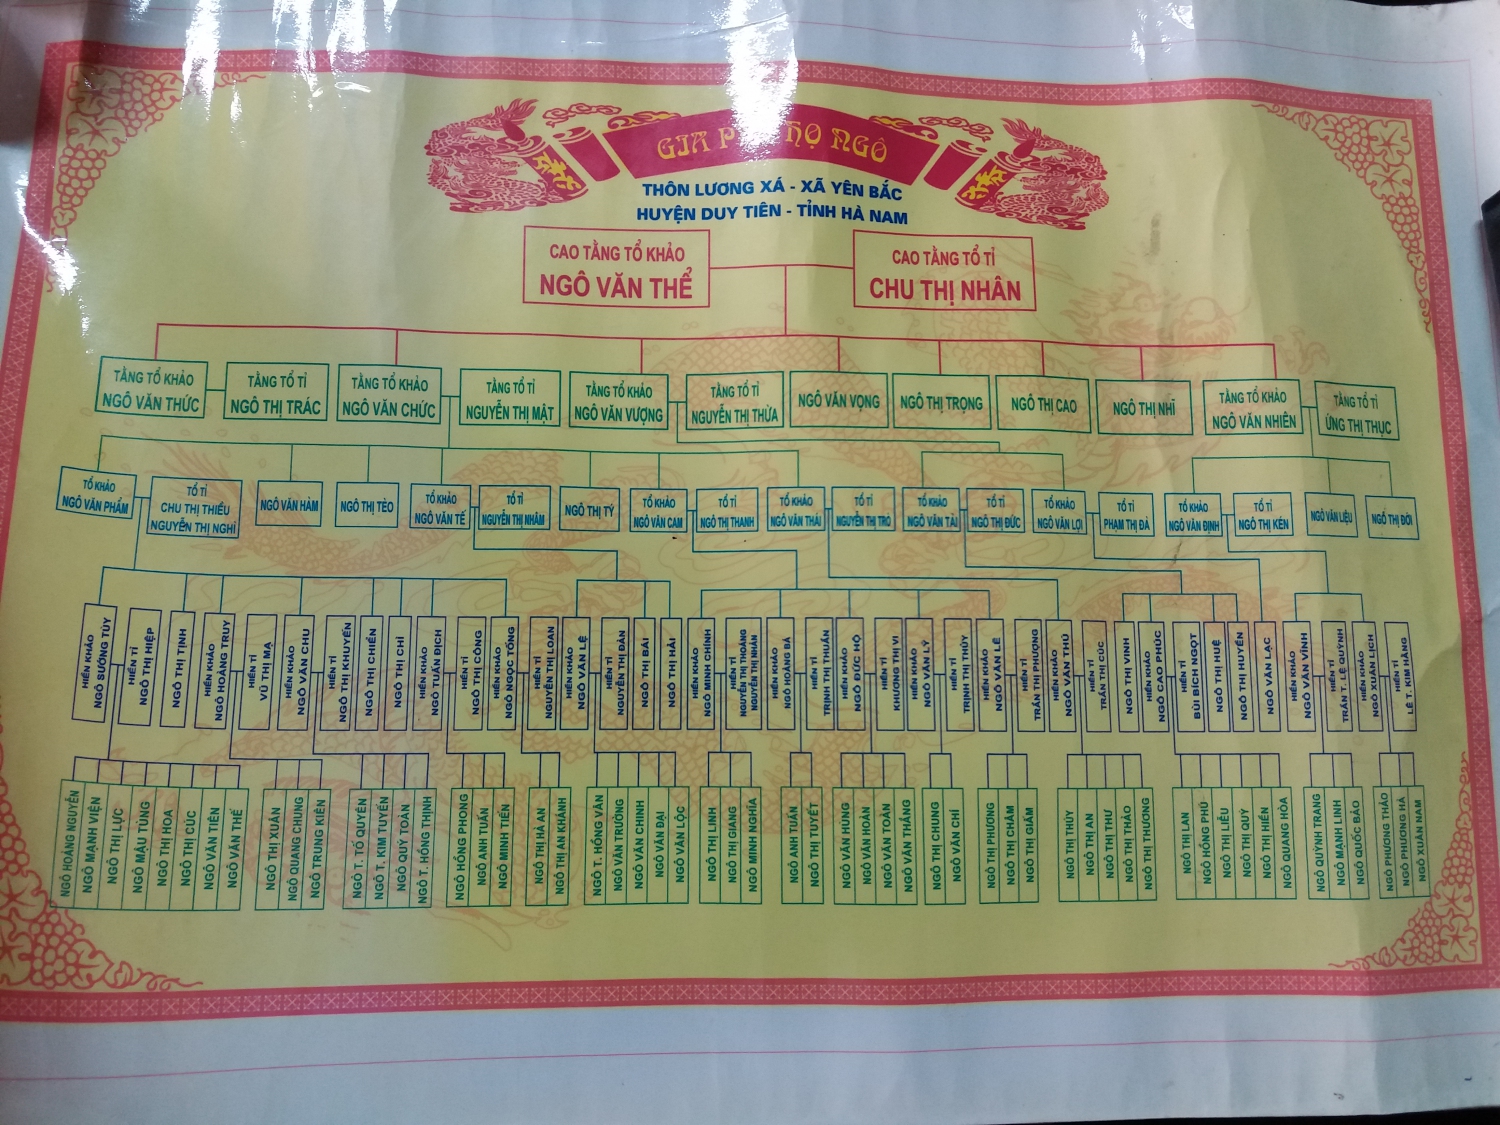 GIA P HỌ NGÔ
THÔN LƯƠNG XÁ - XÃ YÊN BẮC
HUYỆN DUY TIÊN - TỈNH HÀ NAM
CAO TẰNG TỔ KHẢO
NGÔ VĂN THỂ
CAO TẰNG TỔ TỈ
CHU THỊ NHÂN
TẰNG TỔ KHẢO
NGÔ VĂN THỨC
TẰNG TỔ TỈ
NGÔ THỊ TRÁC
TẰNG TỔ KHẢO
NGÔ VĂN CHỨC
TẰNG TỔ TỈ
NGUYỄN THỊ MẬT
TẰNG TỔ KHẢO
NGÔ VĂN VƯỢNG
TẰNG TỔ TỈ
NGUYỄN THỊ THỪA
NGÔ VĂN VỌNG
NGÔ THỊ TRỌNG
NGÔ THỊ CAO
NGÔ THỊ NHĨ
TẰNG TỔ KHẢO
NGÔ VĂN NHIÊN
TẰNG TỔ TỈ
ỨNG THỊ THỤC
TỔ KHẢO
NGÔ VĂN PHẨM
TỔ TỈ
CHU THỊ THIỀU
NGUYỄN THỊ NGHỈ
NGÔ VĂN HÀM
NGÔ THỊ TÈO
TỔ KHẢO
NGÔ VĂN TẾ
TỔ TỈ
NGUYỄN THỊ NHÂM
NGÔ THỊ TÝ
TỔ KHẢO
NGÔ VĂN CAM
TỔ TỈ
NGÔ THỊ THANH
TỔ KHẢO
NGÔ VĂN THÁI
TỔ TỈ
NGUYỄN THỊ TRO
TỔ KHẢO
NGÔ VĂN TÀI
TỔ TỈ
NGÔ THỊ ĐỨC
TỔ KHẢO
NGÔ VĂN LỢI
TỔ TỈ
PHẠM THỊ ĐÀ
TỔ KHẢO
NGÔ VĂN ĐỊNH
TỔ TỈ
NGÔ THỊ KÉN
NGÔ VĂN LIỆU
NGÔ THỊ ĐỚI
HIỂN KHẢO
NGÔ SƯỚNG TÚY
HIỂN TỈ
NGÔ THỊ HIỆP
NGÔ THỊ TỊNH
HIỂN KHẢO
NGÔ HOÀNG TRUY
HIỂN TỈ
VŨ THỊ MẠ
HIỂN KHẢO
NGÔ VĂN CHU
HIỂN TỈ
NGÔ THỊ KHUYÊN
NGÔ THỊ CHIẾN
NGÔ THỊ CHÍ
HIỂN KHẢO
NGÔ TUẤN ĐỊCH
HIỂN TỈ
NGÔ THỊ CÔNG
HIỂN KHẢO
NGÔ NGỌC TỐNG
HIỂN TỈ
NGUYỄN THỊ LOAN
HIỂN KHẢO
NGÔ VĂN LỆ
HIỂN TỈ
NGUYỄN THỊ ĐÀN
NGÔ THỊ BÀI
NGÔ THỊ HÀI
HIỂN KHẢO
NGÔ MINH CHÍNH
HIỂN TỈ
NGUYỄN THỊ THOÀNG
NGUYỄN THỊ NHÀN
HIỂN KHẢO
NGÔ HOÀNG BÁ
HIỂN TỈ
TRỊNH THỊ THUẤN
HIỂN KHẢO
NGÔ ĐỨC HỘ
HIỂN TỈ
KHƯƠNG THỊ VI
HIỂN KHẢO
NGÔ VĂN LÝ
HIỂN TỈ
TRỊNH THỊ THỦY
HIỂN KHẢO
NGÔ VĂN LÊ
HIỂN TỈ
TRẦN THỊ PHƯỢNG
HIỂN KHẢO
NGÔ VĂN THÚ
HIỂN TỈ
TRẦN THỊ CÚC
NGÔ THỊ VINH
HIỂN KHẢO
NGÔ CAO PHÚC
HIỂN TỈ
BÙI BÍCH NGỌT
NGÔ THỊ HUỆ
NGÔ THỊ HUYỀN
NGÔ VĂN LẠC
HIỂN KHẢO
NGÔ VĂN VĨNH
HIỂN TỈ
TRẦN . LỆ QUỲNH
HIỂN KHẢO
NGÔ XUÂN LỊCH
HIỂN TỈ
LÊ T. KIM HẰNG
NGÔ HOÀNG NGUYÊN
NGÔ MẠNH VIỆN
NGÔ THỊ LỰC
NGÔ MẬU TÙNG
NGÔ THỊ HOA
NGÔ THỊ CÚC
NGÔ VĂN TIẾN
NGÔ VĂN THẾ
NGÔ THỊ XUÂN
NGÔ QUANG CHUNG
NGÔ TRUNG KIÊN
NGÔ T. TỐ QUYÊN
NGÔ T. KIM TUYẾN
NGÔ QUÝ TOÀN
NGÔ T. HỒNG THỊNH
NGÔ HỒNG PHONG
NGÔ ANH TUẤN
NGÔ MINH TIẾN
NGÔ THỊ XÀ AN
NGÔ THỊ AN KHÁNH
NGÔ T. HỒNG VÂN
NGÔ VĂN TRƯỜNG
NGÔ VĂN CHINH
NGÔ VĂN ĐẠI
NGÔ VĂN LỘC
NGÔ THỊ LINH
NGÔ THỊ GIANG
NGÔ MINH NGHĨA
NGÔ ANH TUẤN
NGÔ THỊ TUYẾT
NGÔ VĂN HÙNG
NGÔ VĂN HOÀN
NGÔ VĂN TOÀN
NGÔ VĂN THẮNG
NGÔ THỊ CHUNG
NGÔ VĂN CHÍ
NGÔ THỊ PHƯƠNG
NGÔ THỊ CHÂM
NGÔ THỊ GIÂM
NGÔ THỊ THÚY
NGÔ THỊ AN
NGÔ THỊ THƯ
NGÔ THỊ THẢO
NGÔ THỊ THƯƠNG
NGÔ THỊ LAN
NGÔ HỒNG PHÚ
NGÔ THỊ LIỄU
NGÔ THỊ QUÝ
NGÔ THỊ HIỀN
NGÔ QUANG HÒA
NGÔ QUỲNH TRANG
NGÔ MẠNH LINH
NGÔ QUỐC BẢO
NGÔ PHƯƠNG THẢO
NGÔ PHƯƠNG HÀ
NGÔ XUÂN NAM